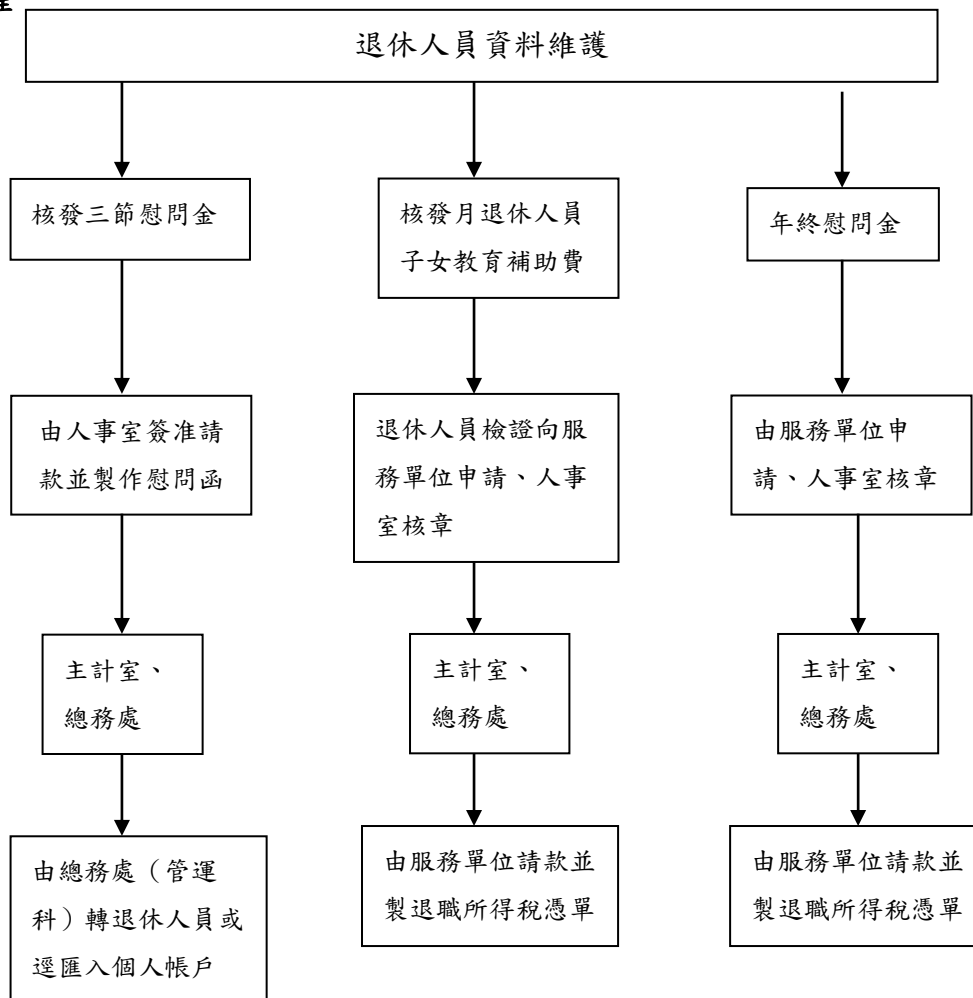 退休人員資料維護
核發三節慰問金
核發月退休人員
子女教育補助費
年終慰問金
由人事室簽准請
款並製作慰問函
退休人員檢證向服
務單位申請、人事
室核章
由服務單位申
請、人事室核章
主計室、
總務處
主計室、
總務處
主計室、
總務處
由總務處（管運
科）轉退休人員或
逕匯入個人帳戶
由服務單位請款並
製退職所得稅憑單
由服務單位請款並
製退職所得稅憑單